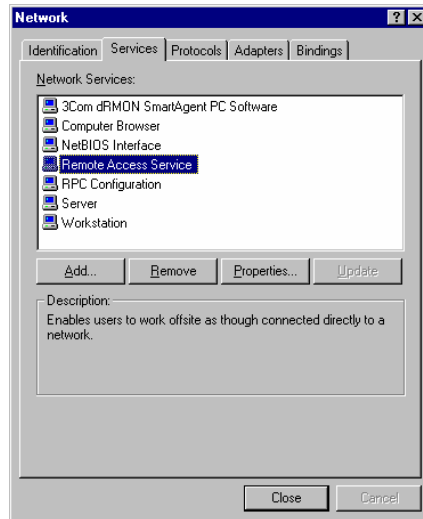 Network
Identification Services Protocols Adapters Bindings
Network Services:
3Com dRMON SmartAgent PC Software
Computer Browser
NetBIOS Interface
Remote Access Service
RPC Configuration
Server
Workstation
Add... Remove Properties... Update
Description:
Enables users to work offsite as though connected directly to a
network.
Close Cancel